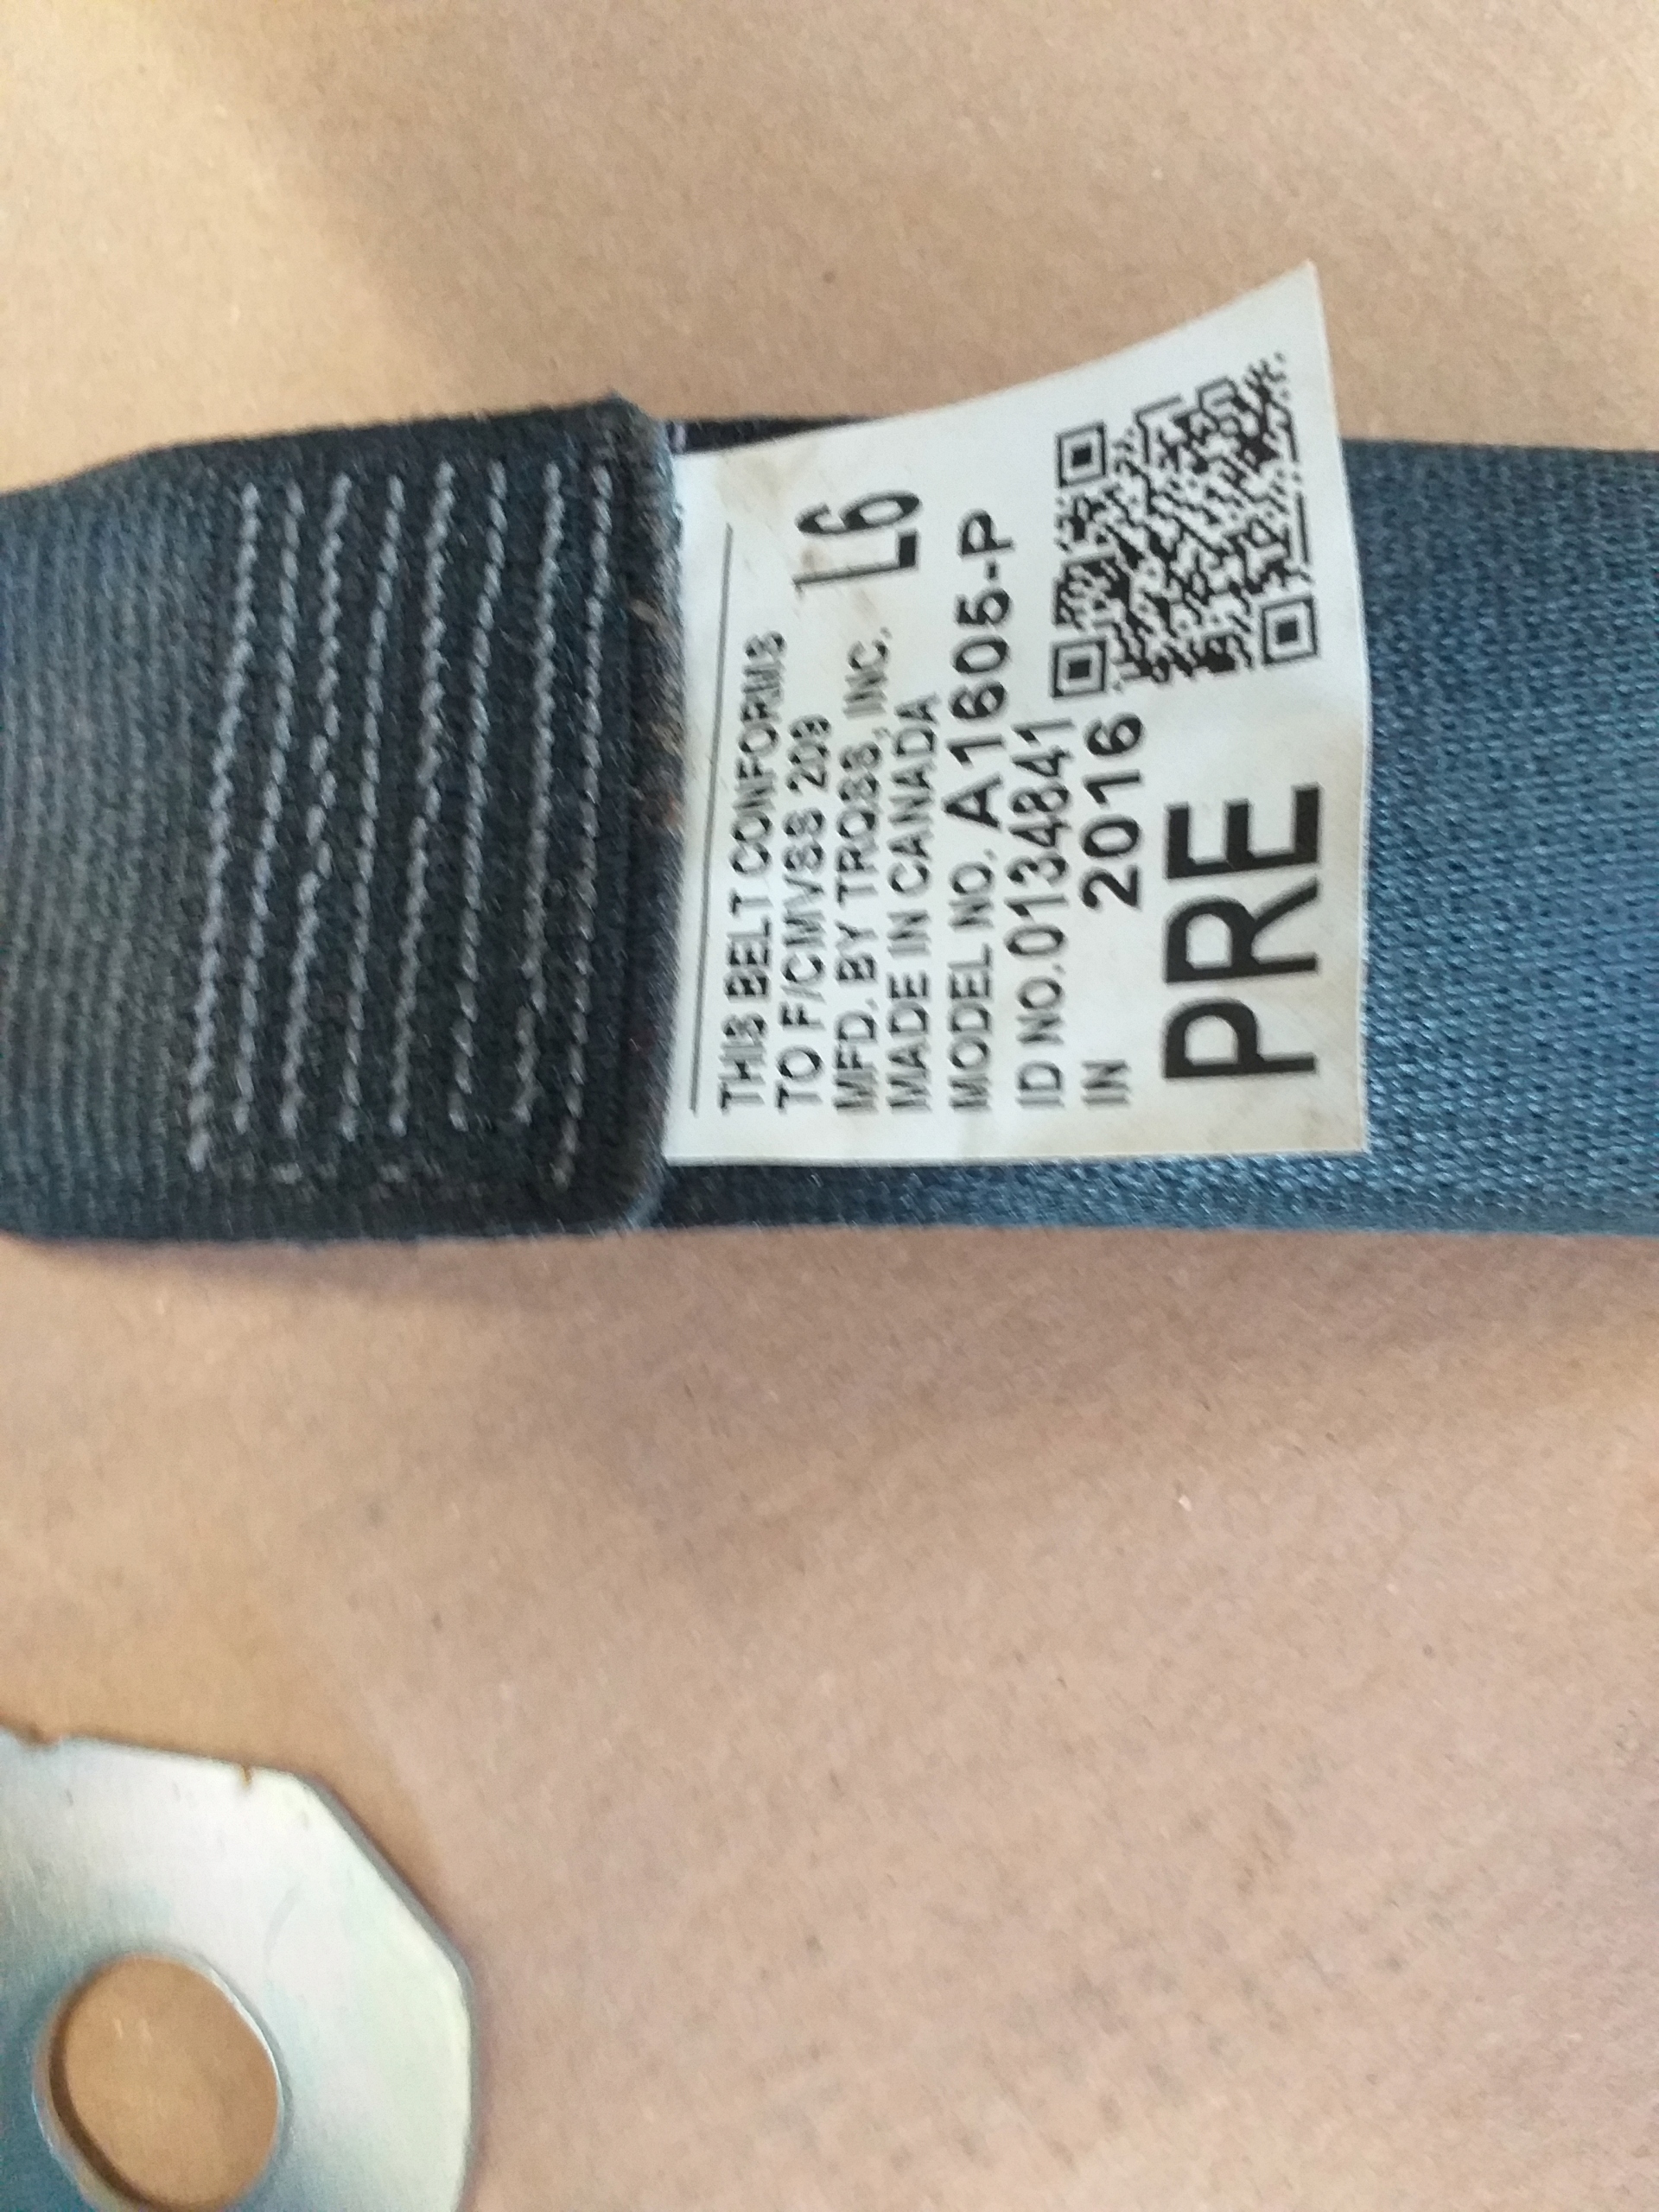 THIS BELT CONFORMS
TO F/CMVSS 209
MFD. BY TRQSS, INC.
MADE IN CANADA
L6
MODEL NO. A1605-P
ID NO.0134841
IN 2016
PRE